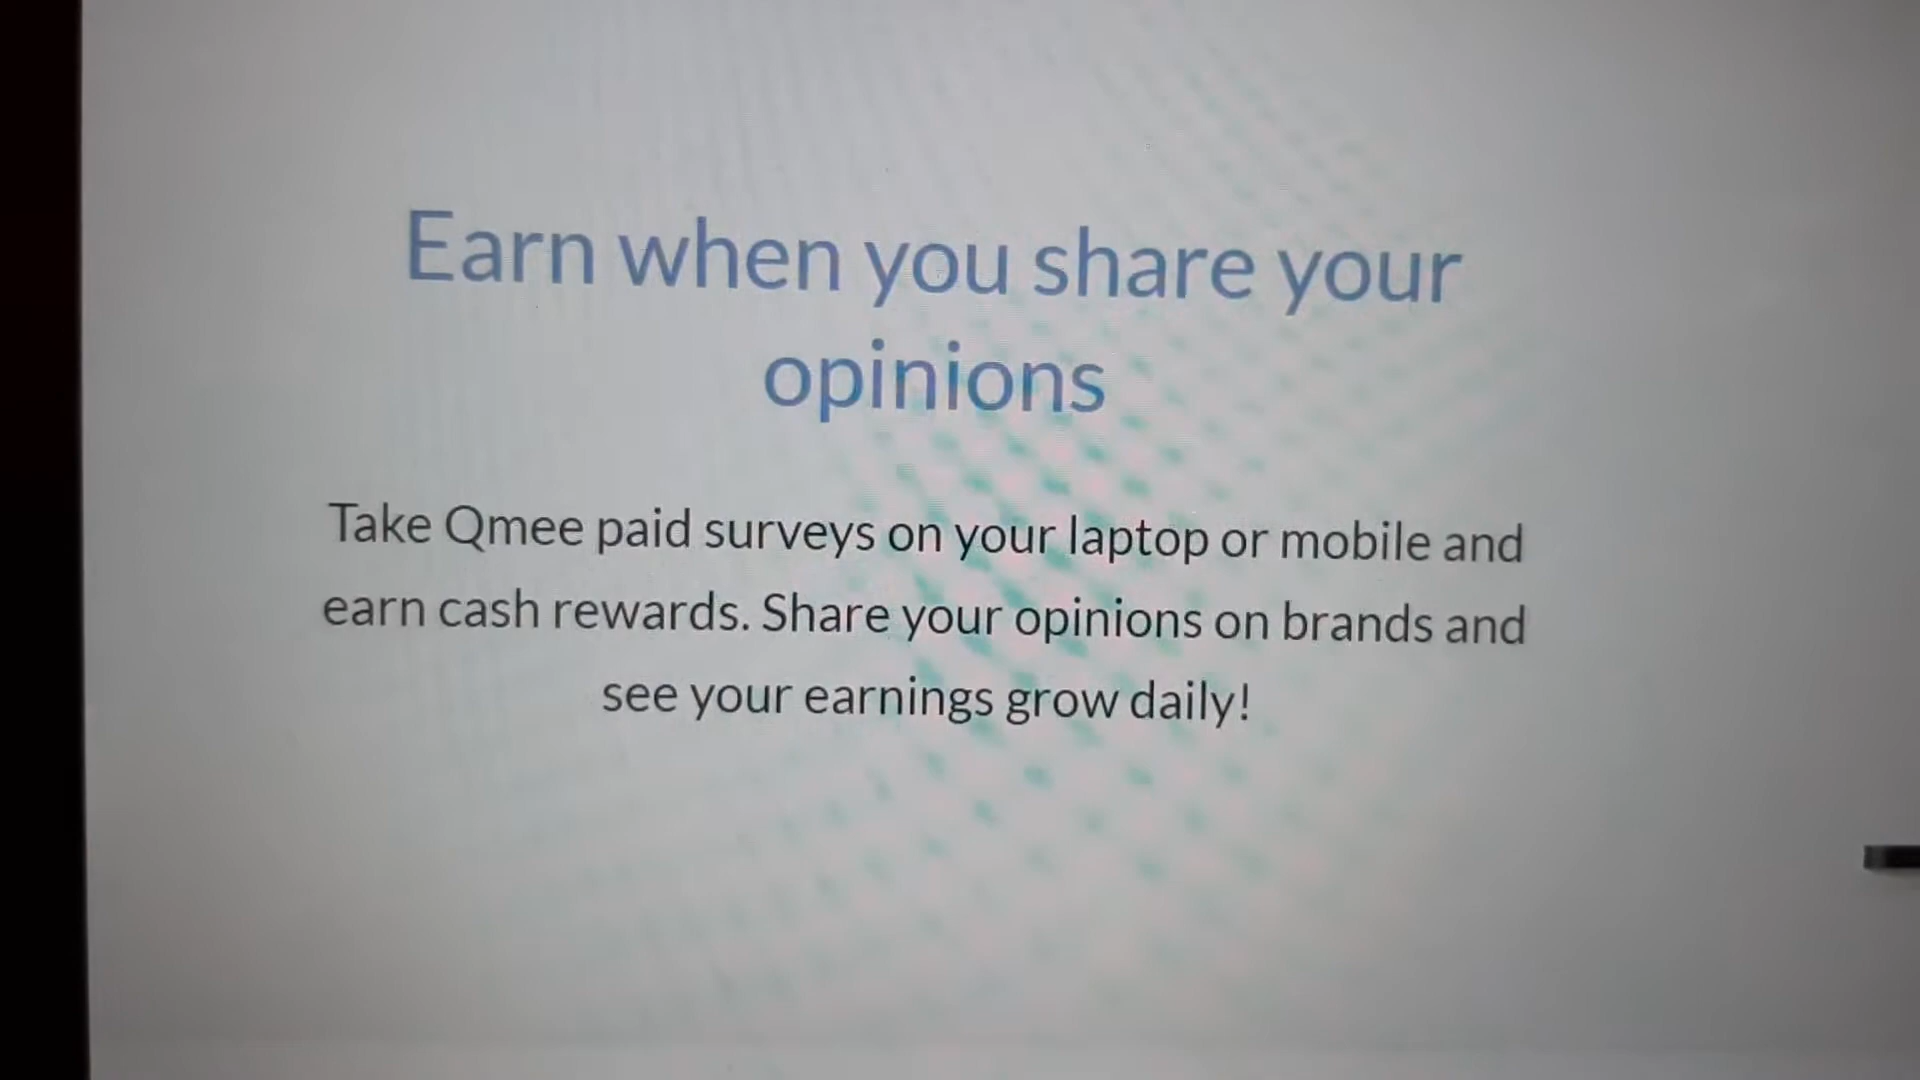 Earn when you share your
opinions
Take Qmee paid surveys on your laptop or mobile and
earn cash rewards. Share your opinions on brands and
see your earnings grow daily!